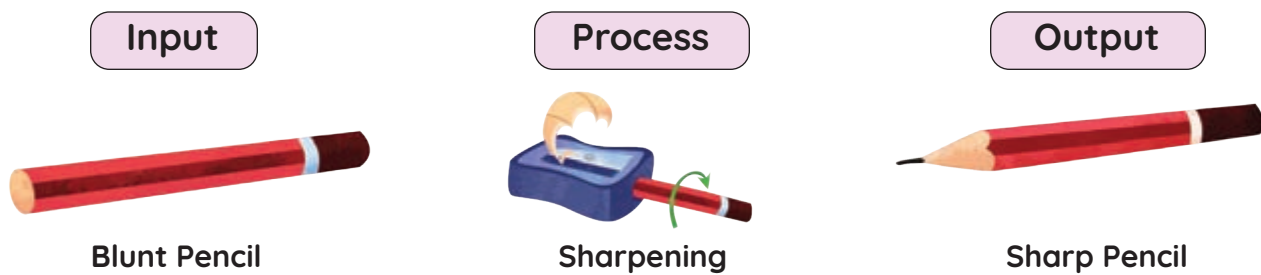 Input
Process
Output
Blunt Pencil
Sharpening
Sharp Pencil